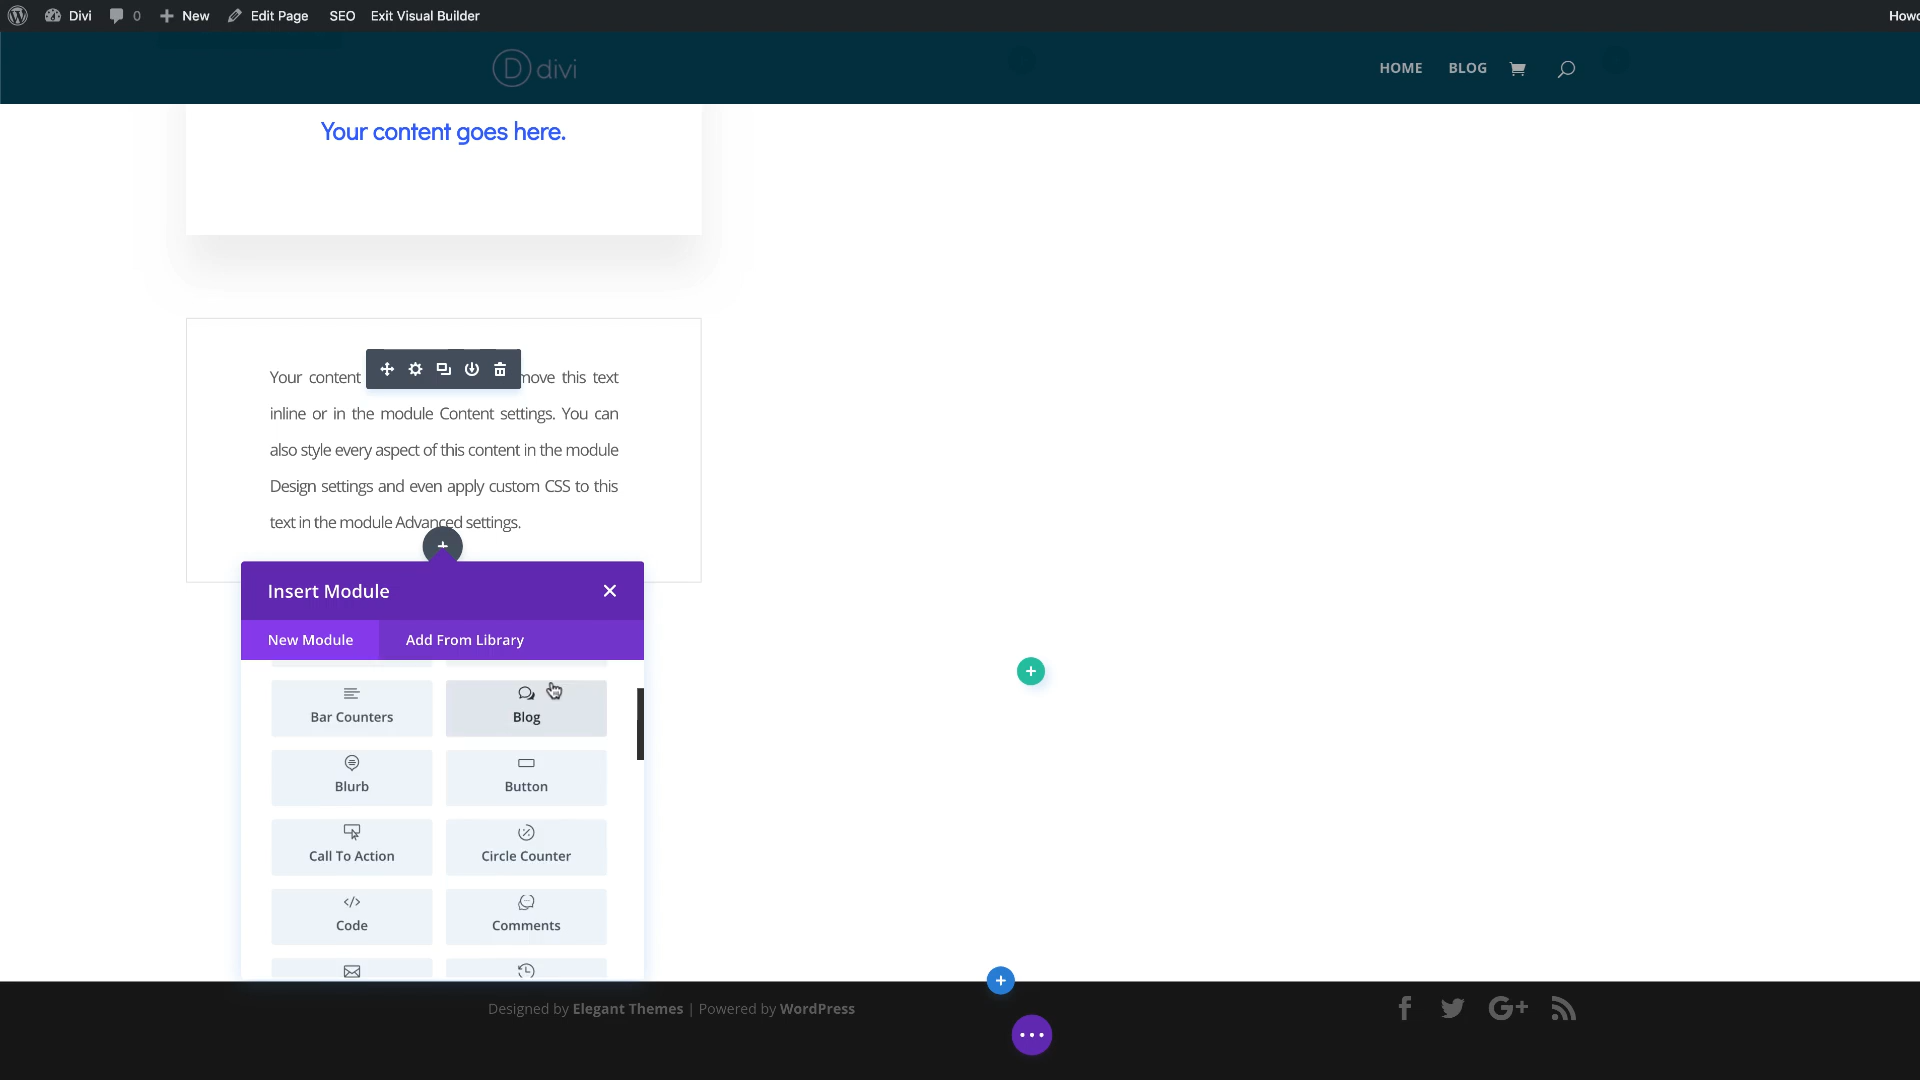 Divi
0
New
Edit Page
SEO
Exit Visual Builder
D divi
HOME
BLOG
Your content goes here.
Your content move this text
inline or in the module Content settings. You can
also style every aspect of this content in the module
Design settings and even apply custom CSS to this
text in the module Advanced settings.
Insert Module
New Module
Add From Library
Bar Counters
Blog
Blurb
Button
Call To Action
Circle Counter
Code
Comments
Designed by Elegant Themes | Powered by WordPress